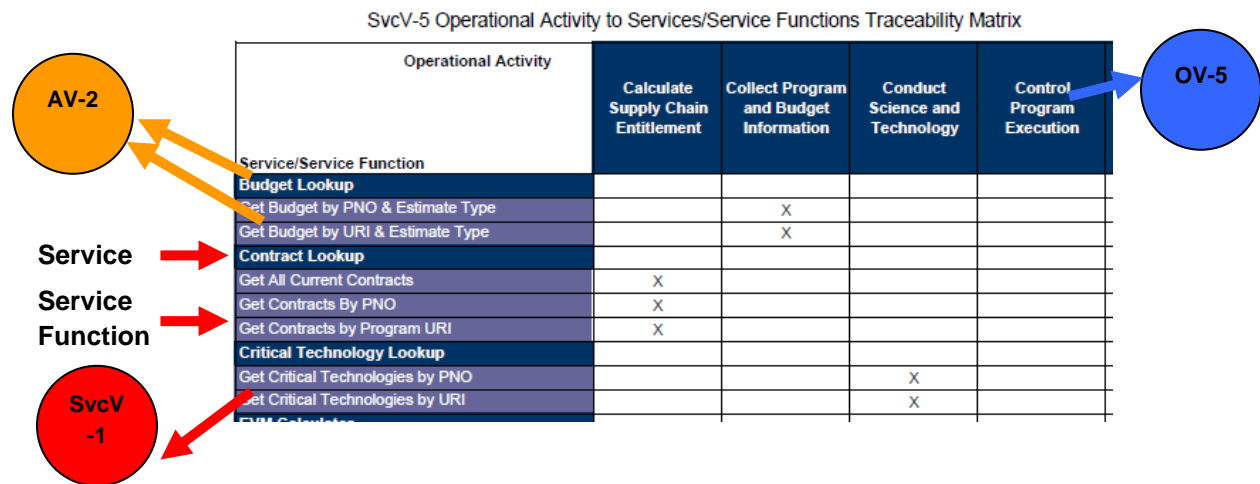 SvcV-5 Operational Activity to Services/Service Functions Traceability Matrix
Operational Activity
Service/Service Function
Calculate
Supply Chain
Entitlement
Collect Program
and Budget
Information
Conduct
Science and
Technology
Control
Program
Execution
AV-2
OV-5
Budget Lookup
Get Budget by PNO & Estimate Type X
Get Budget by URI & Estimate Type X
Service
Contract Lookup
Get All Current Contracts X
Service
Function
Get Contracts By PNO X
Get Contracts by Program URI X
Critical Technology Lookup
Get Critical Technologies by PNO X
Get Critical Technologies by URI X
SvcV
-1
EVM Calculator